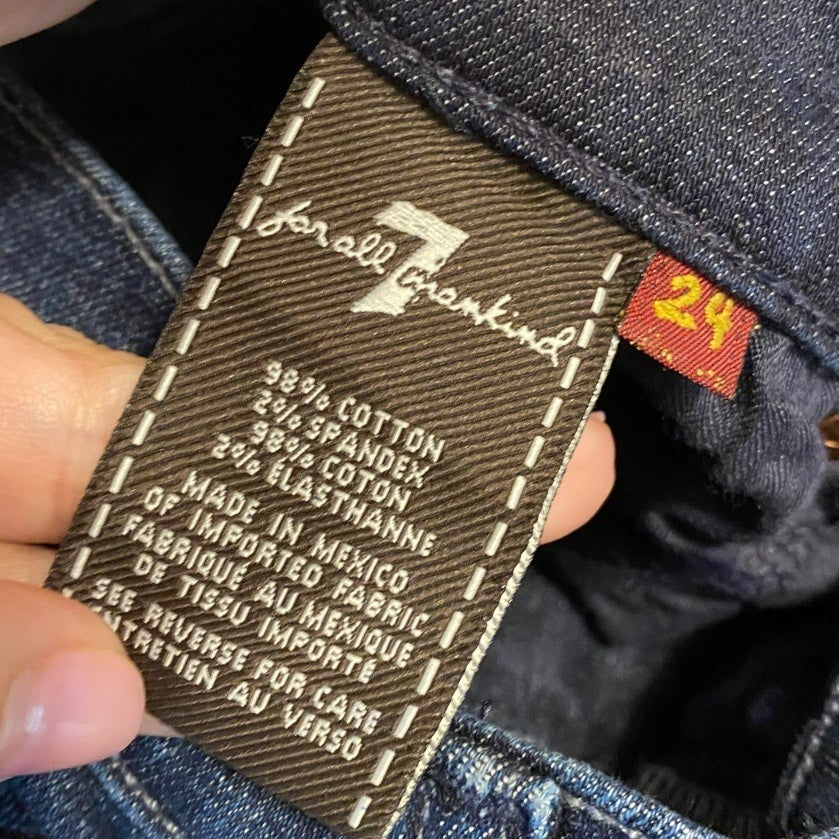 7
for all mankind
24
98% COTTON
2% SPANDEX
98% COTON
2% ÉLASTHANNE
MADE IN MEXICO
OF IMPORTED FABRIC
FABRIQUÉ AU MEXIQUE
DE TISSU IMPORTÉ
SEE REVERSE FOR CARE
ENTRETIEN AU VERSO